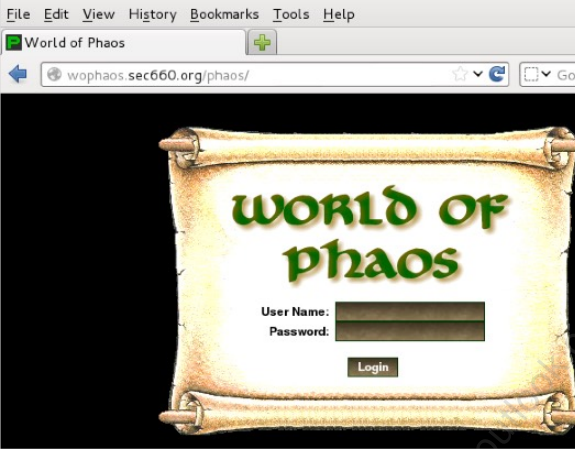 File Edit View History Bookmarks Tools Help
World of Phaos
wophaos.sec660.org/phaos/
Go
WORLD OF
PHAOS
User Name:
Password:
Login